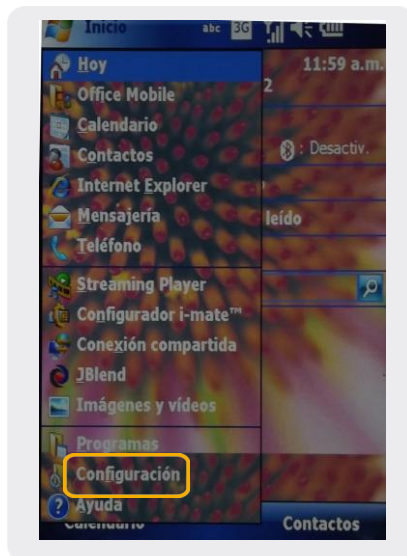 Inicio abc 3G
Hoy 11:59 a.m.
Office Mobile 2
Calendario
Contactos : Desactiv.
Internet Explorer
Mensajería leído
Teléfono
Streaming Player
Configurador i-mate™
Conexión compartida
JBlend
Imágenes y vídeos
Programas
Configuración
Ayuda
Calendario Contactos